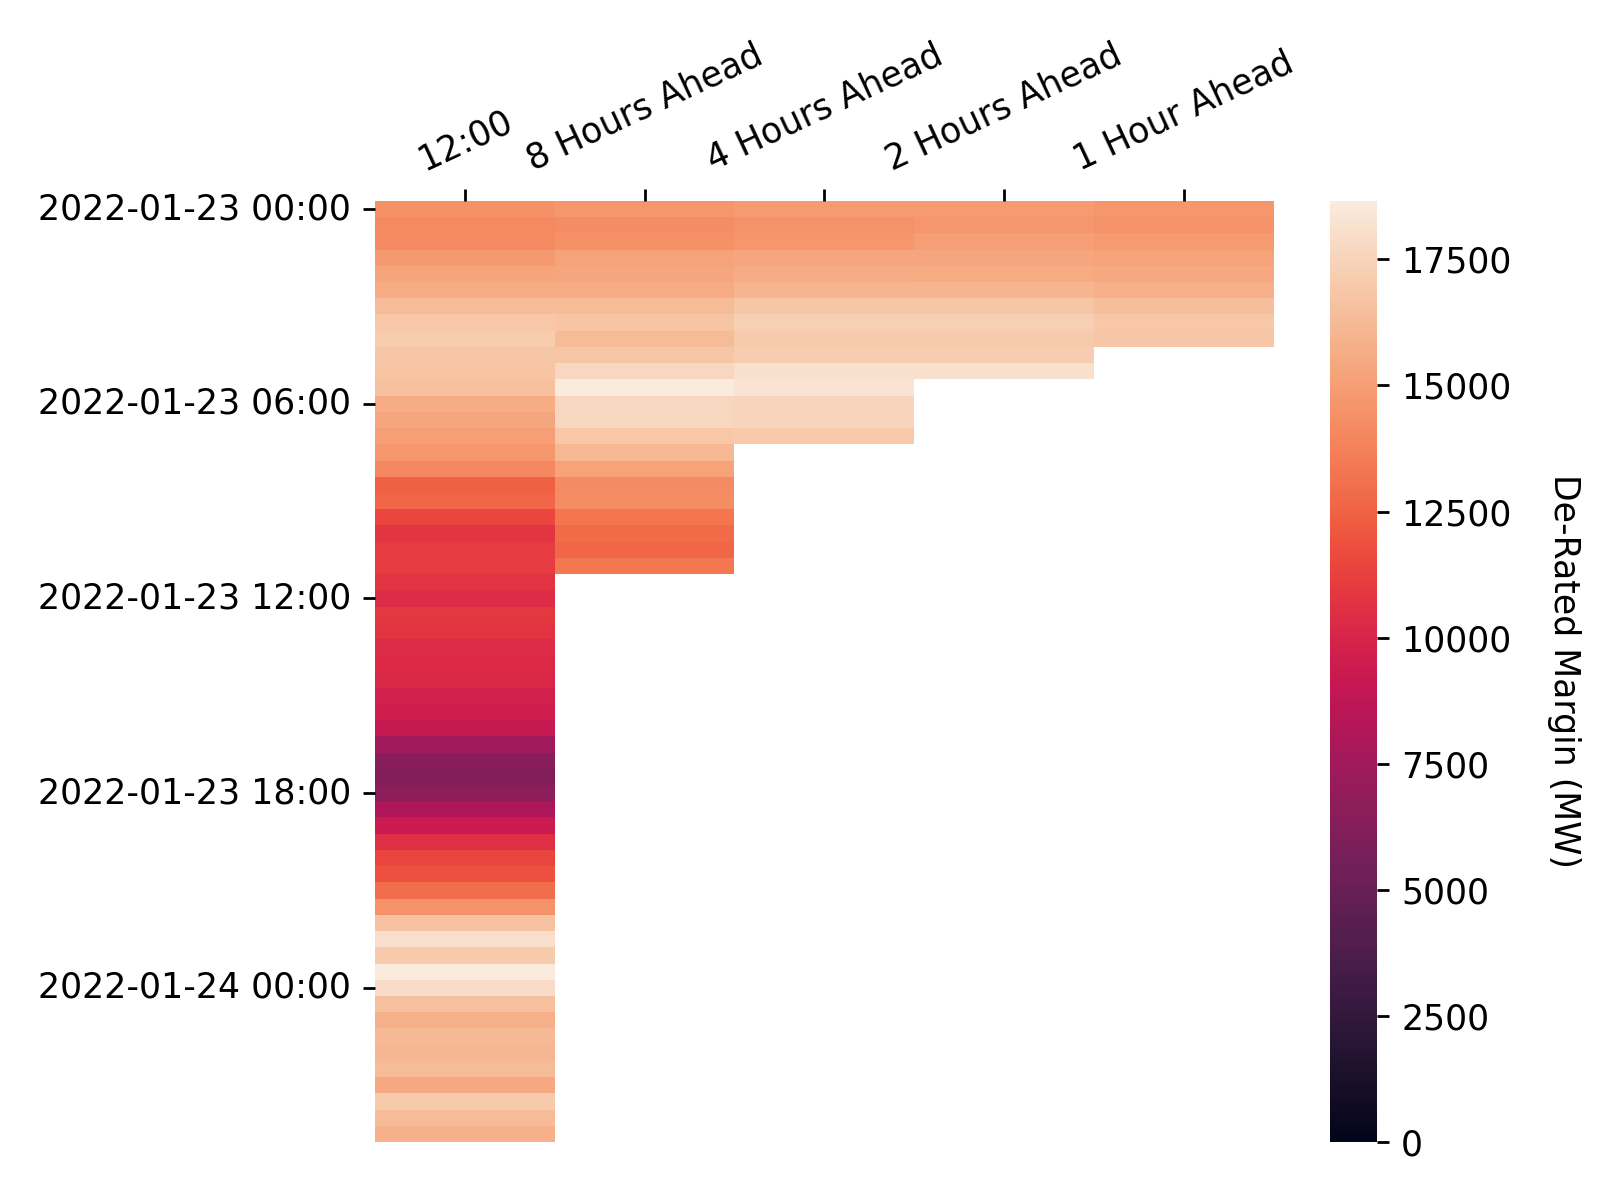 12:00
8 Hours Ahead
4 Hours Ahead
2 Hours Ahead
1 Hour Ahead
2022-01-23 00:00
2022-01-23 06:00
2022-01-23 12:00
2022-01-23 18:00
2022-01-24 00:00
17500
15000
12500
10000
7500
5000
2500
0
De-Rated Margin (MW)